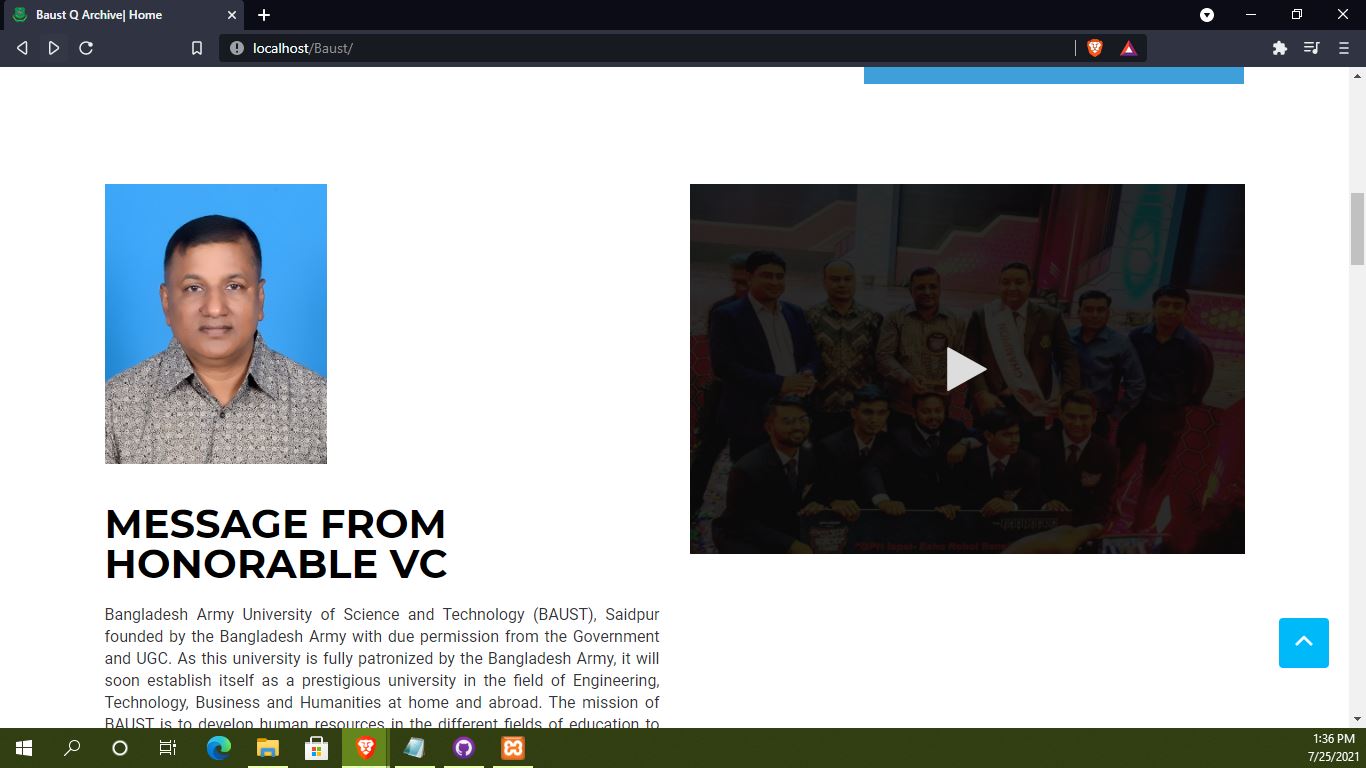 Baust Q Archive| Home
localhost/Baust/
MESSAGE FROM
HONORABLE VC
Bangladesh Army University of Science and Technology (BAUST), Saidpur
founded by the Bangladesh Army with due permission from the Government
and UGC. As this university is fully patronized by the Bangladesh Army, it will
soon establish itself as a prestigious university in the field of Engineering,
Technology, Business and Humanities at home and abroad. The mission of
BAUST is to develop human resources in the different fields of education to
1:36 PM
7/25/2021